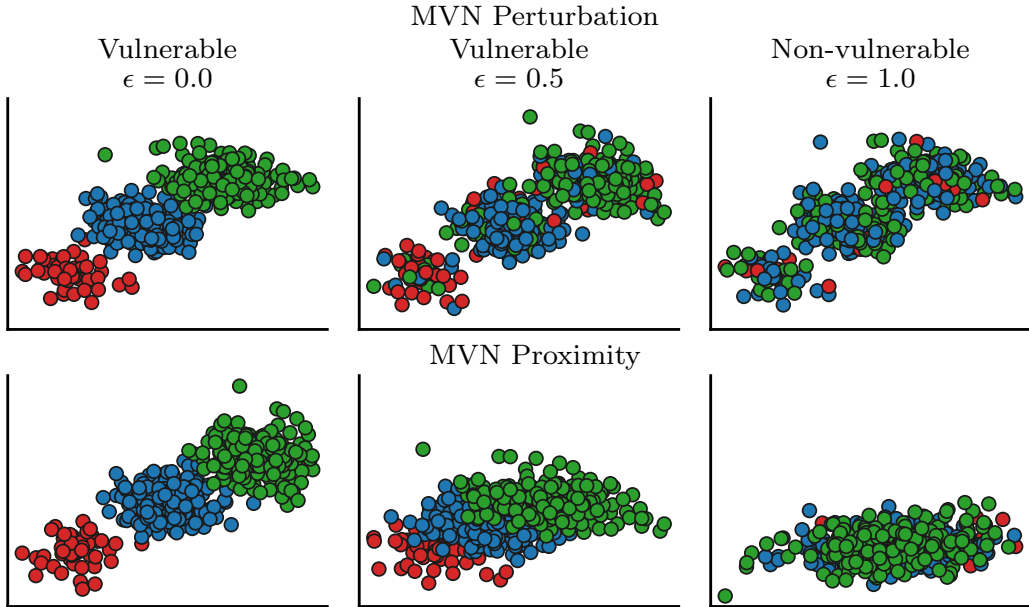 MVN Perturbation
Vulnerable Vulnerable Non-vulnerable
ϵ = 0.0 ϵ = 0.5 ϵ = 1.0
MVN Proximity